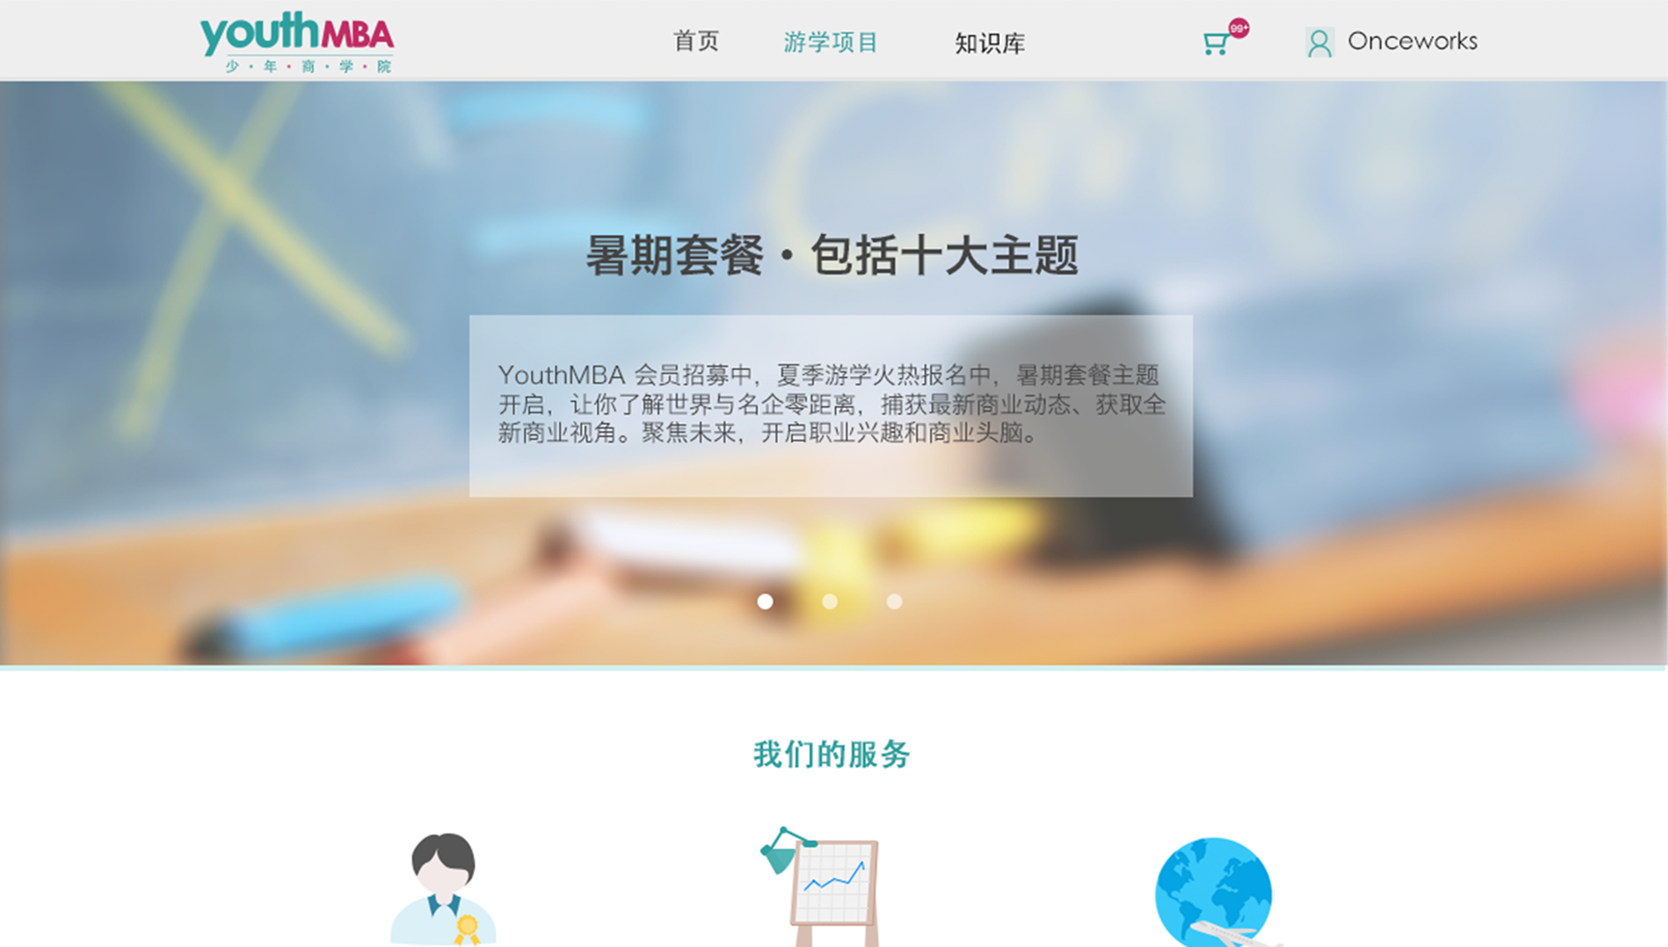 youthMBA
少·年·商·学·院
首页
游学项目
知识库
99+
Onceworks
暑期套餐·包括十大主题
YouthMBA 会员招募中，夏季游学火热报名中，暑期套餐主题
开启，让你了解世界与名企零距离，捕获最新商业动态、获取全
新商业视角。聚焦未来，开启职业兴趣和商业头脑。
我们的服务